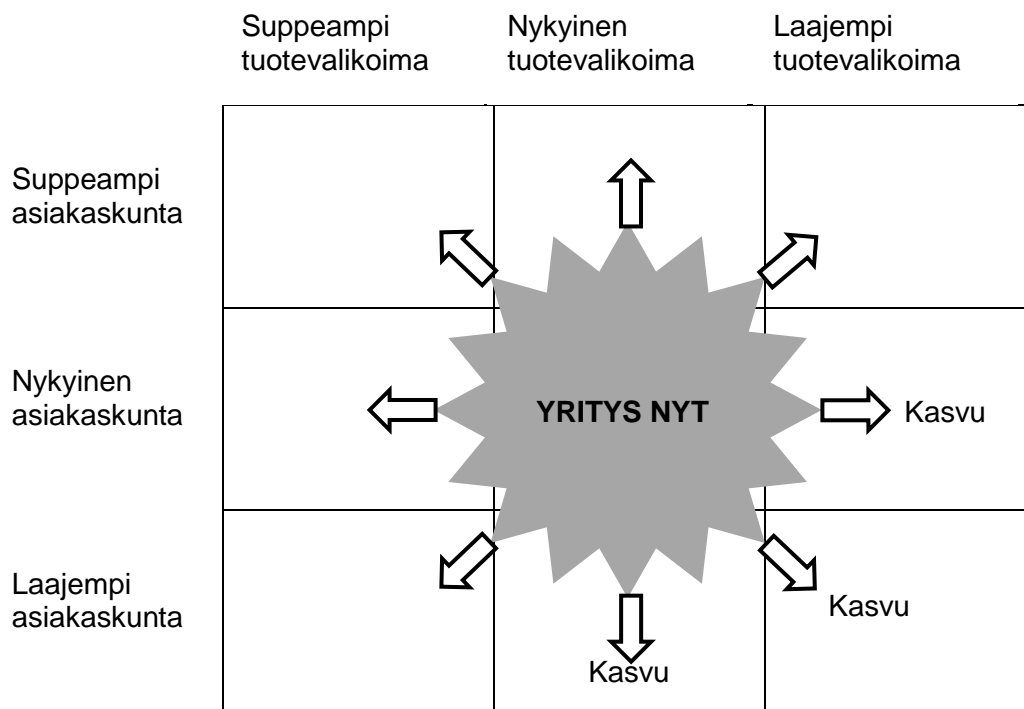 Suppeampi
tuotevalikoima
Nykyinen
tuotevalikoima
Laajempi
tuotevalikoima
Suppeampi
asiakaskunta
Nykyinen
asiakaskunta
YRITYS NYT
Kasvu
Laajempi
asiakaskunta
Kasvu
Kasvu